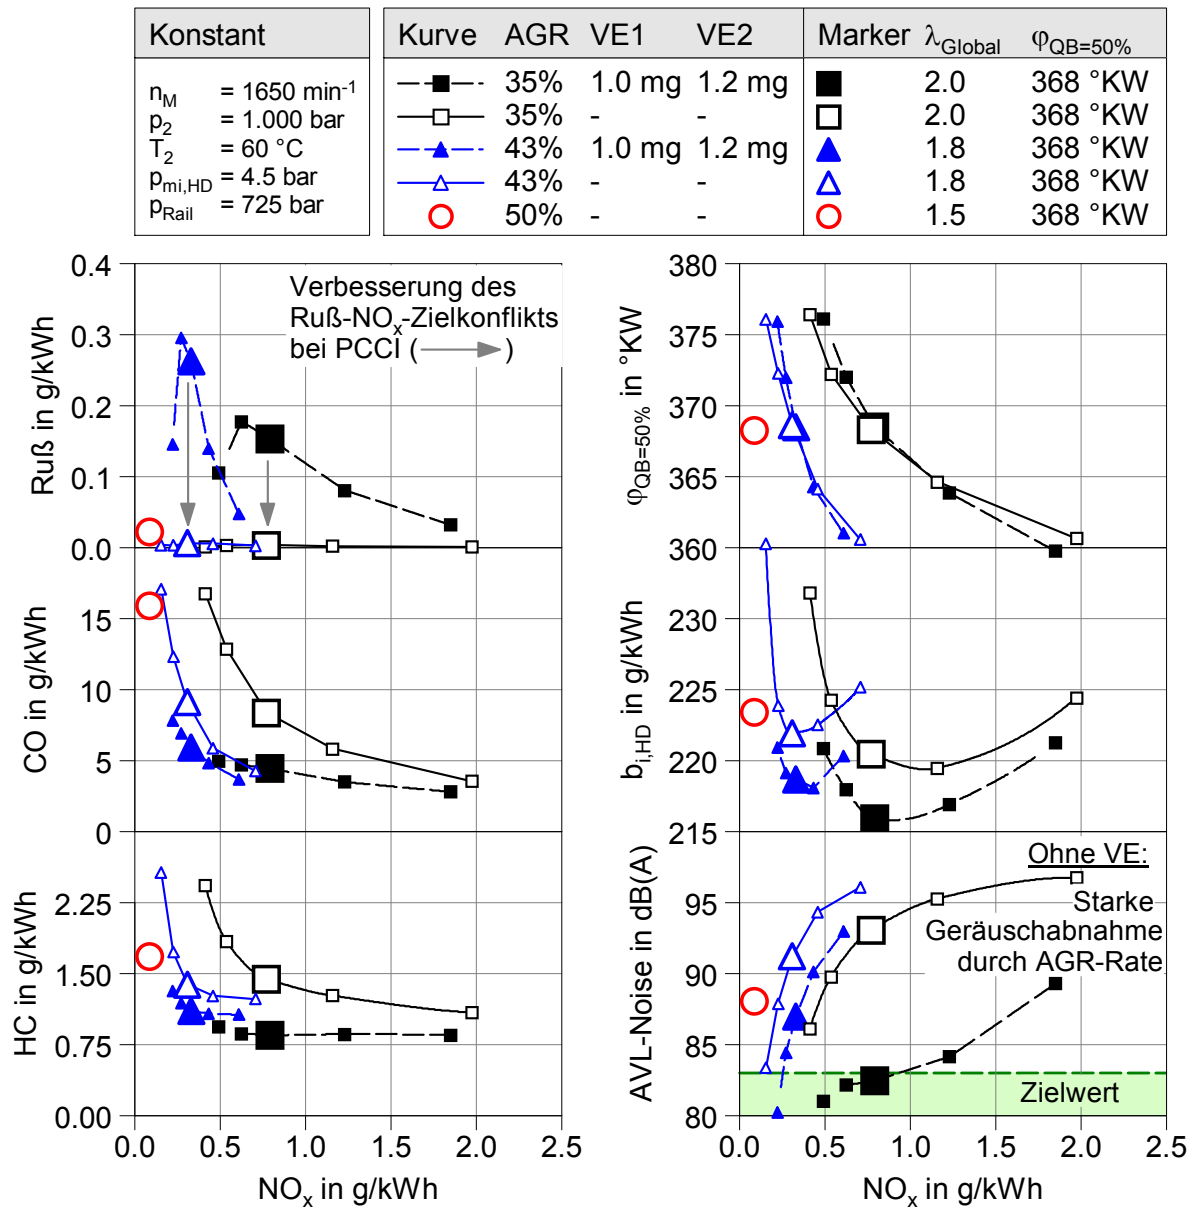 Konstant
n_M = 1650 min⁻¹
p_2 = 1.000 bar
T_2 = 60 °C
p_mi,HD = 4.5 bar
p_Rail = 725 bar
Kurve AGR VE1 VE2 Marker λ_Global φ_QB=50%
35% 1.0 mg 1.2 mg 2.0 368 °KW
35% - - 2.0 368 °KW
43% 1.0 mg 1.2 mg 1.8 368 °KW
43% - - 1.8 368 °KW
50% - - 1.5 368 °KW
Ruß in g/kWh
0.4
0.3
0.2
0.1
0.0
Verbesserung des
Ruß-NO_x-Zielkonflikts
bei PCCI ( )
CO in g/kWh
15
10
5
0
HC in g/kWh
2.25
1.50
0.75
0.00
0.0 0.5 1.0 1.5 2.0 2.5
NO_x in g/kWh
φ_QB=50% in °KW
380
375
370
365
360
b_i,HD in g/kWh
230
225
220
215
AVL-Noise in dB(A)
95
90
85
80
Ohne VE:
Starke
Geräuschabnahme
durch AGR-Rate
Zielwert
0.0 0.5 1.0 1.5 2.0 2.5
NO_x in g/kWh